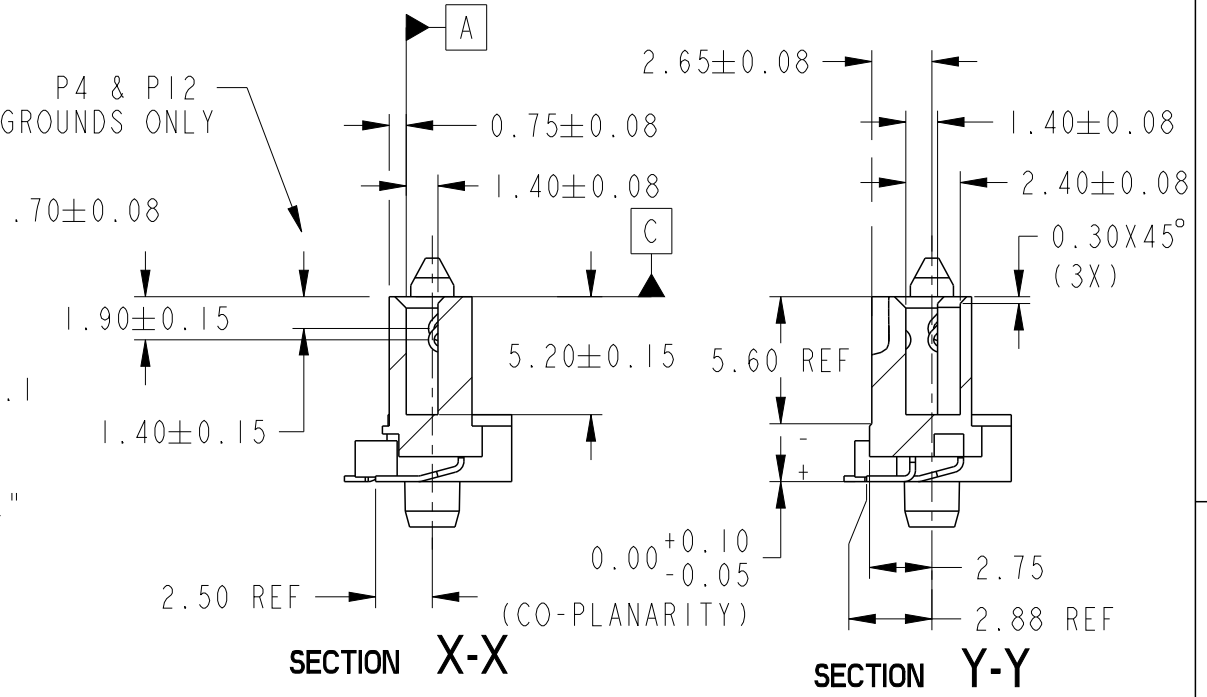 A
2.65±0.08
P4 & P12
GROUNDS ONLY
0.75±0.08
1.40±0.08
1.40±0.08
2.40±0.08
.70±0.08
C
0.30X45°
(3X)
1.90±0.15
5.20±0.15
5.60 REF
.1
1.40±0.15
-
+
"
0.00 +0.10
-0.05
(CO-PLANARITY)
2.75
2.50 REF
2.88 REF
SECTION X-X
SECTION Y-Y